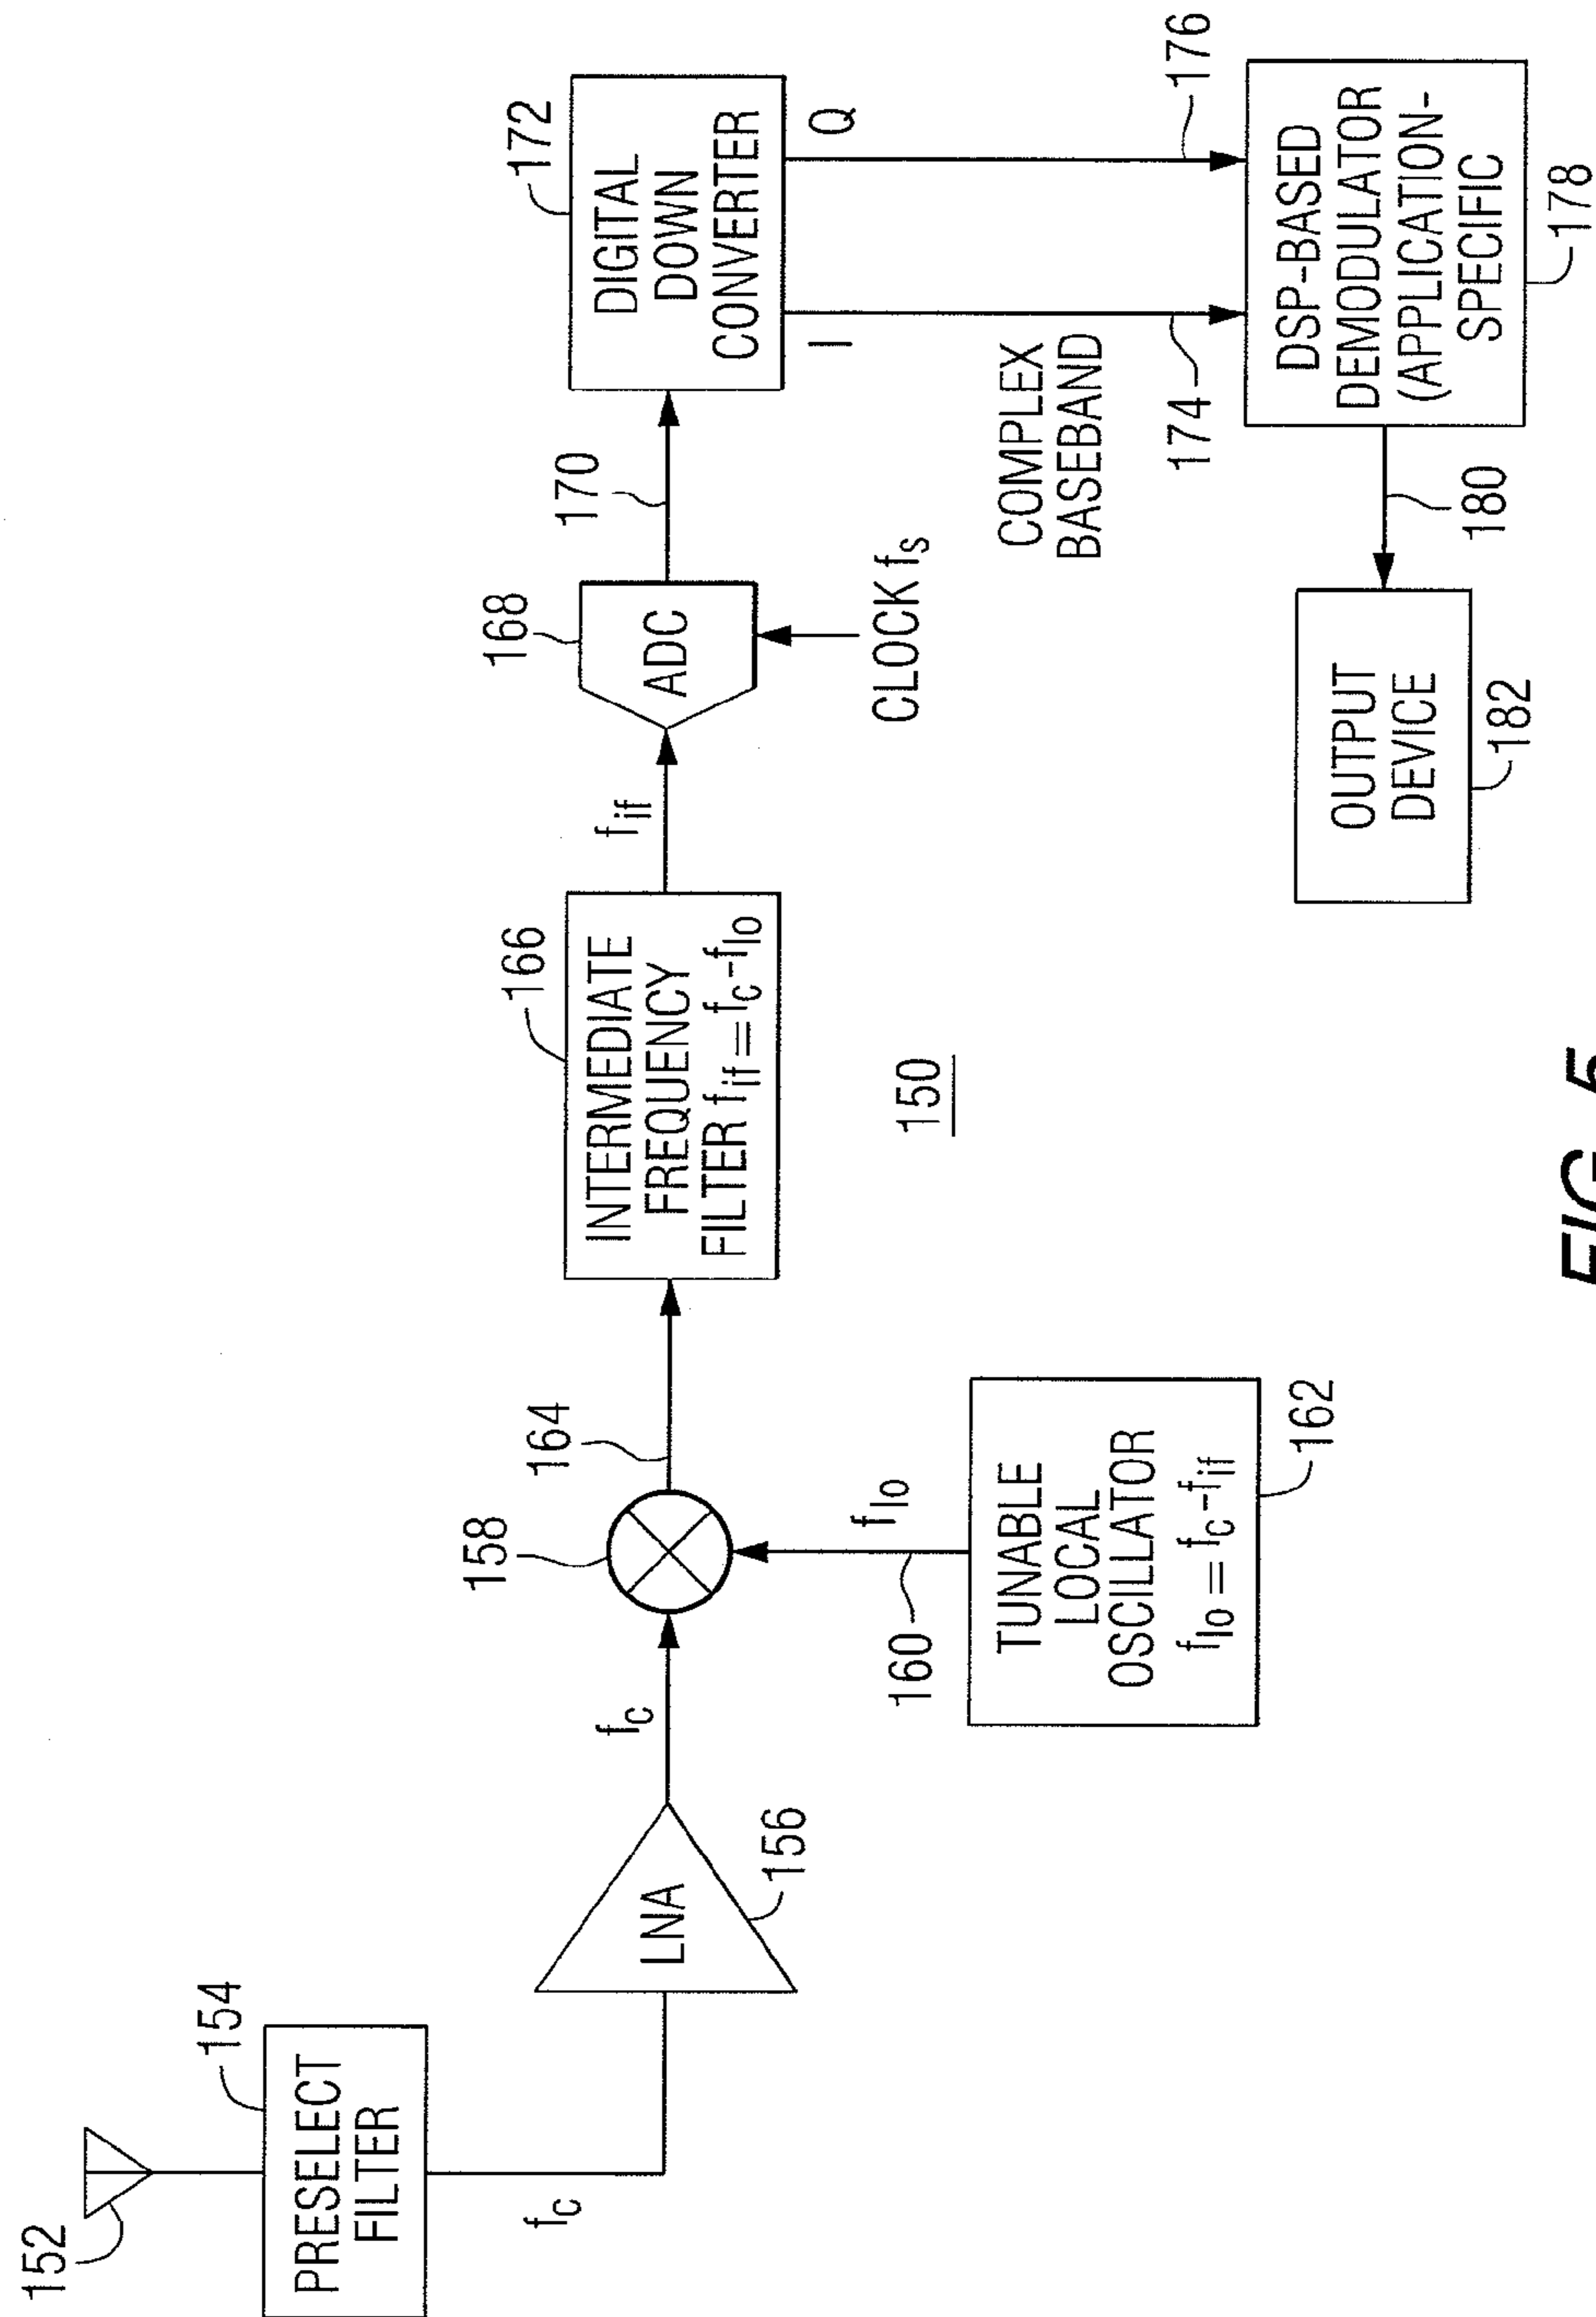 152
154
PRESELECT
FILTER
f_c
LNA
156
f_c
158
164
f_lo
160
TUNABLE
LOCAL
OSCILLATOR
f_lo = f_c - f_if
162
166
INTERMEDIATE
FREQUENCY
FILTER f_if = f_c - f_lo
f_if
168
ADC
CLOCK f_s
170
172
DIGITAL
DOWN
CONVERTER
I
Q
COMPLEX
BASEBAND
174
176
DSP-BASED
DEMODULATOR
(APPLICATION-
SPECIFIC
178
180
OUTPUT
DEVICE
182
150